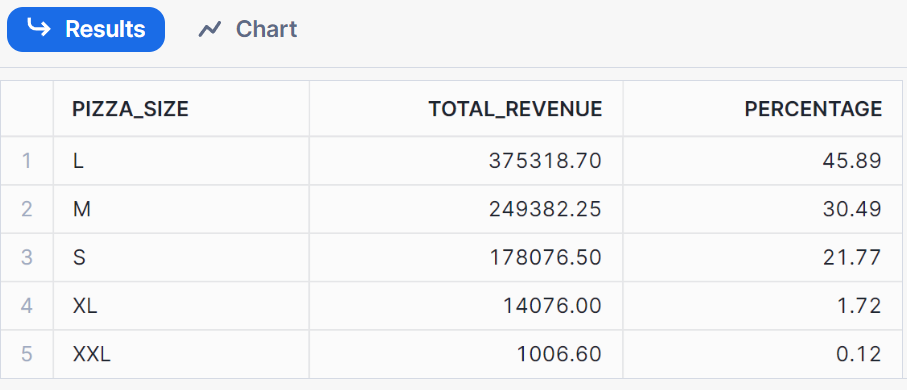 Results Chart
PIZZA_SIZE TOTAL_REVENUE PERCENTAGE
1 L 375318.70 45.89
2 M 249382.25 30.49
3 S 178076.50 21.77
4 XL 14076.00 1.72
5 XXL 1006.60 0.12